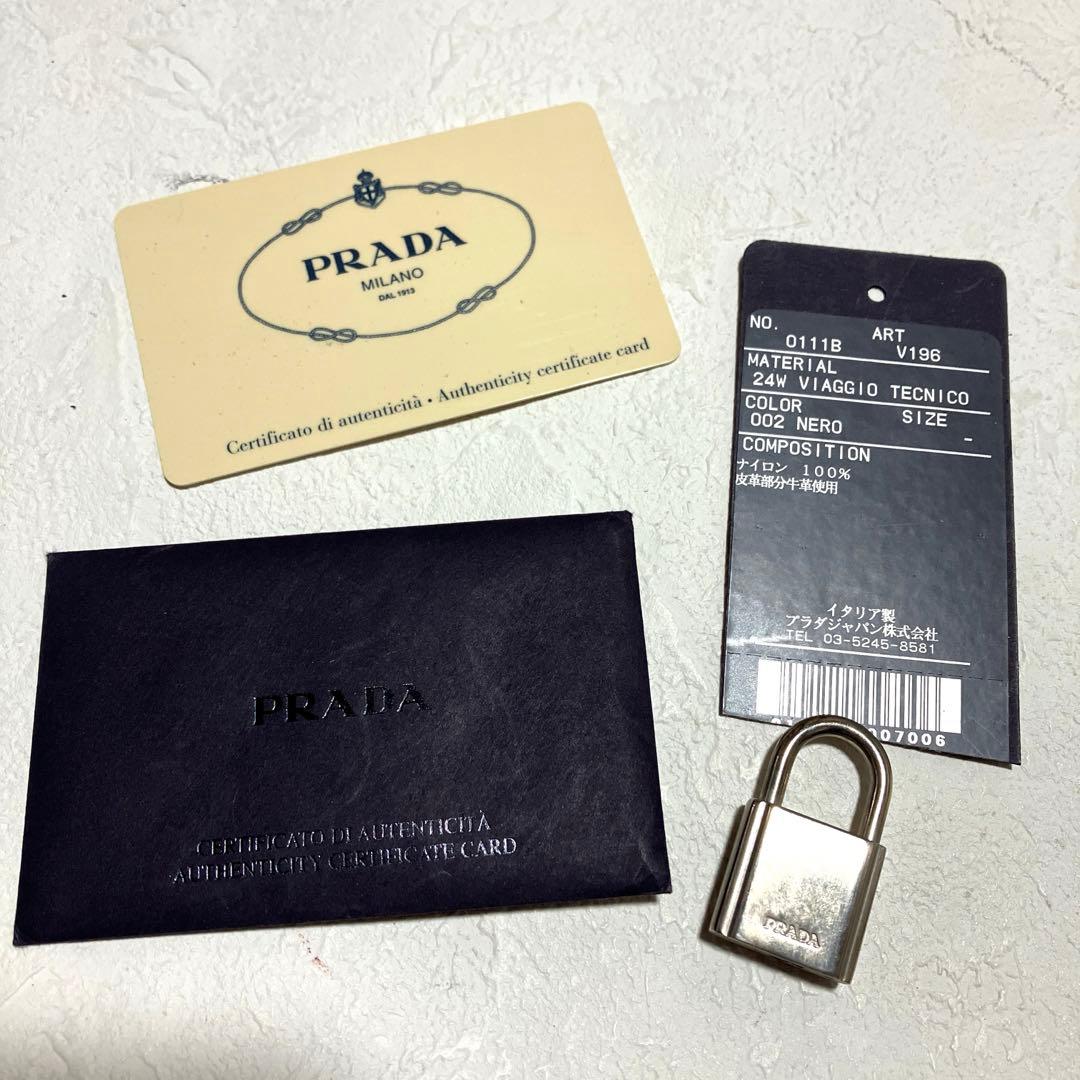 PRADA
MILANO
DAL 1913
Certificato di autenticità • Authenticity certificate card
NO. ART
0111B V196
MATERIAL
24W VIAGGIO TECNICO
COLOR SIZE
002 NERO -
COMPOSITION
ナイロン 100%
皮革部分牛革使用
イタリア製
プラダジャパン株式会社
TEL 03-5245-8581
007006
PRADA
CERTIFICATO DI AUTENTICITÀ
AUTHENTICITY CERTIFICATE CARD
PRADA